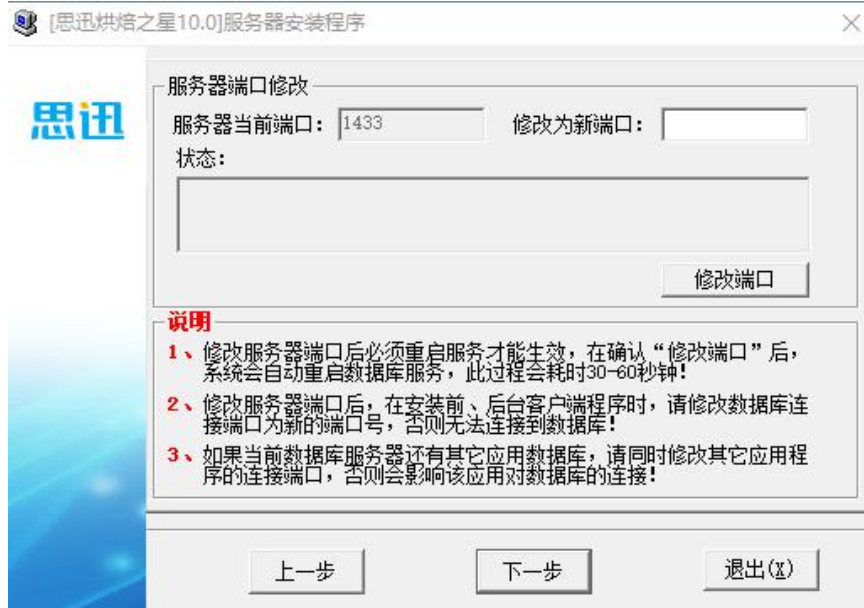 [思迅烘焙之星10.0]服务器安装程序
思迅
服务器端口修改
服务器当前端口: 1433 修改为新端口:
状态:
修改端口
说明
1、修改服务器端口后必须重启服务才能生效，在确认“修改端口”后，
系统会自动重启数据库服务，此过程会耗时30-60秒钟!
2、修改服务器端口后，在安装前、后台客户端程序时，请修改数据库连
接端口为新的端口号，否则无法连接到数据库!
3、如果当前数据库服务器还有其它应用数据库，请同时修改其它应用程
序的连接端口，否则会影响该应用对数据库的连接!
上一步 下一步 退出(X)